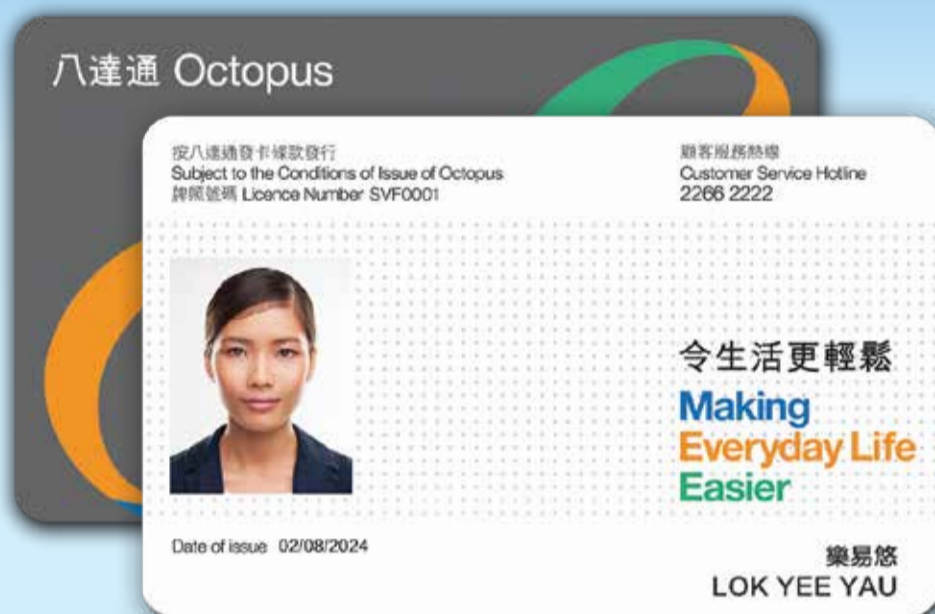 八達通 Octopus
按八達通發卡條款發行
Subject to the Conditions of Issue of Octopus
牌照號碼 Licence Number SVF0001
顧客服務熱線
Customer Service Hotline
2266 2222
令生活更輕鬆
Making
Everyday Life
Easier
Date of issue 02/08/2024
樂易悠
LOK YEE YAU